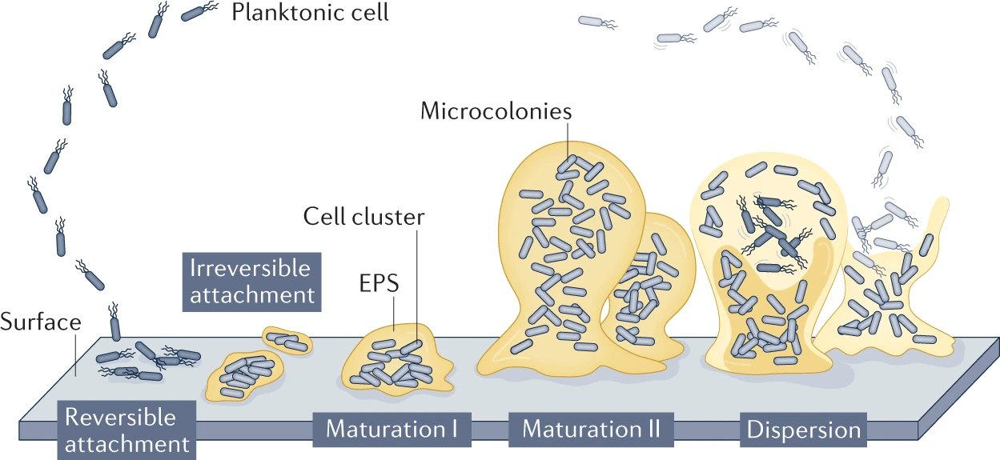 Planktonic cell
Microcolonies
Cell cluster
Irreversible
attachment
EPS
Surface
Reversible
attachment
Maturation I
Maturation II
Dispersion